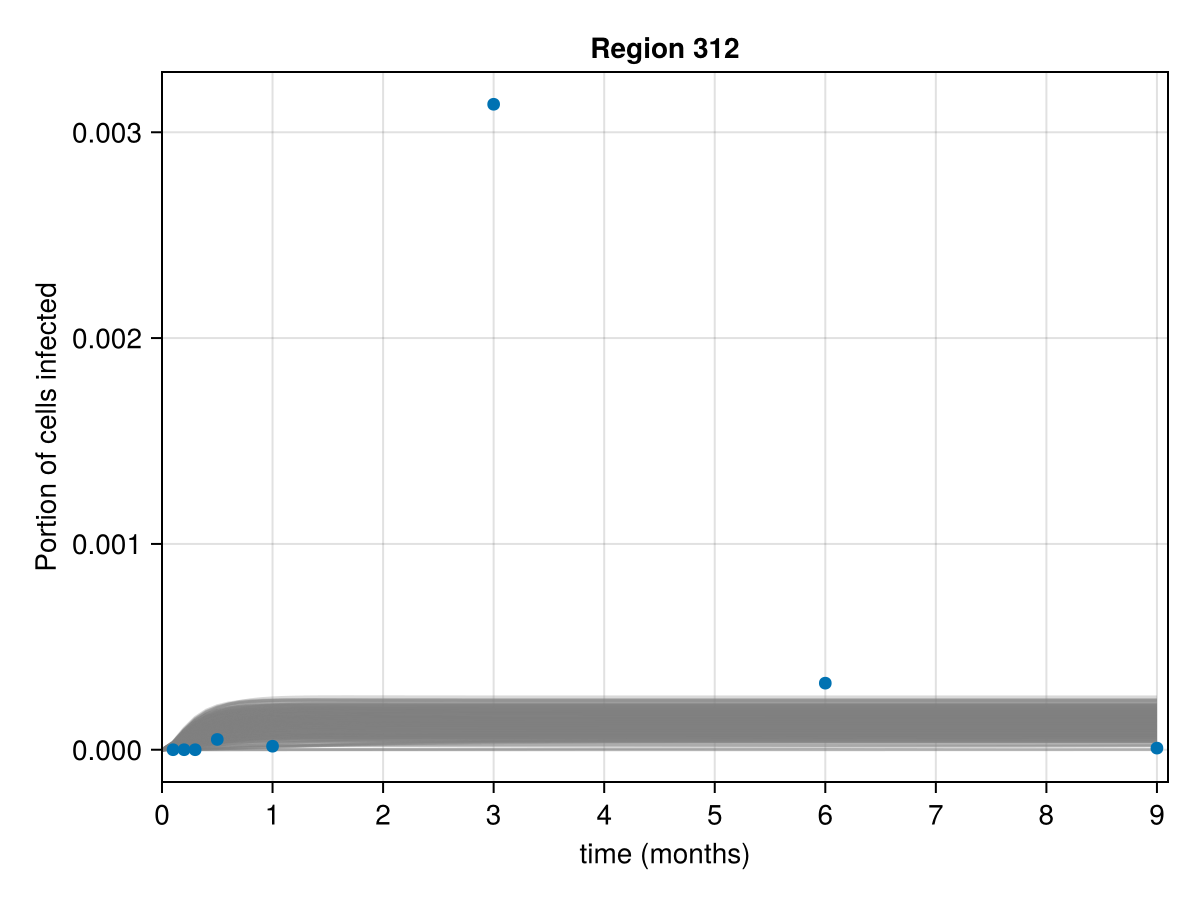 Region 312
Portion of cells infected
0.003
0.002
0.001
0.000
0 1 2 3 4 5 6 7 8 9
time (months)